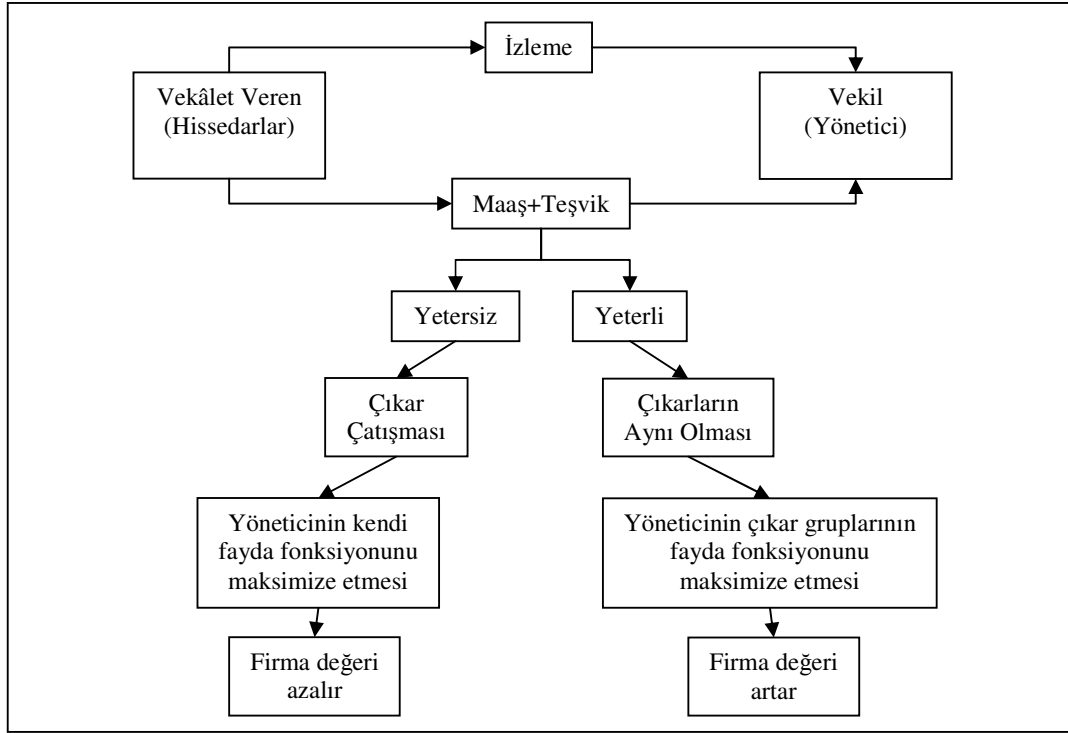 İzleme
Vekâlet Veren
(Hissedarlar)
Vekil
(Yönetici)
Maaş+Teşvik
Yetersiz
Yeterli
Çıkar
Çatışması
Çıkarların
Aynı Olması
Yöneticinin kendi
fayda fonksiyonunu
maksimize etmesi
Yöneticinin çıkar gruplarının
fayda fonksiyonunu
maksimize etmesi
Firma değeri
azalır
Firma değeri
artar